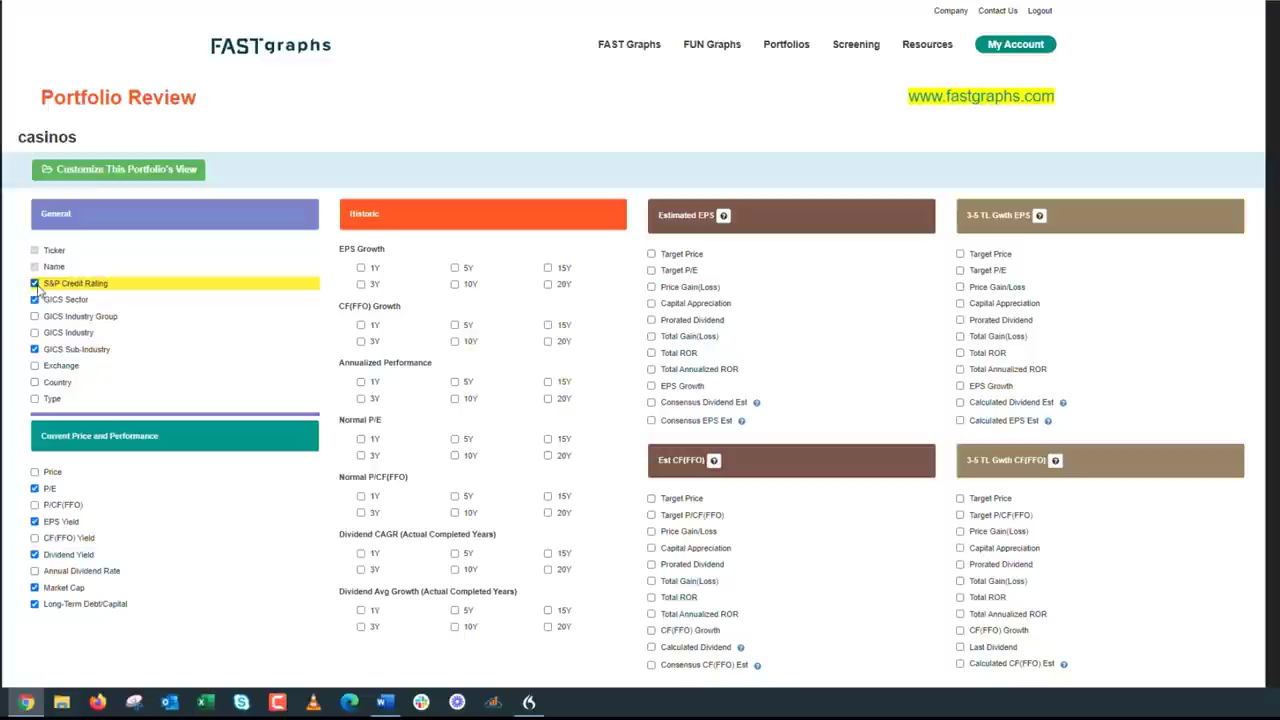 Company Contact Us Logout
FASTgraphs
FAST Graphs FUN Graphs Portfolios Screening Resources My Account
Portfolio Review
www.fastgraphs.com
casinos
Customize This Portfolio's View
General
Ticker
Name
S&P Credit Rating
GICS Sector
GICS Industry Group
GICS Industry
GICS Sub-Industry
Exchange
Country
Type
Current Price and Performance
Price
P/E
P/CF(FFO)
EPS Yield
CF(FFO) Yield
Dividend Yield
Annual Dividend Rate
Market Cap
Long-Term Debt/Capital
Historic
EPS Growth
1Y 5Y 15Y
3Y 10Y 20Y
CF(FFO) Growth
1Y 5Y 15Y
3Y 10Y 20Y
Annualized Performance
1Y 5Y 15Y
3Y 10Y 20Y
Normal P/E
1Y 5Y 15Y
3Y 10Y 20Y
Normal P/CF(FFO)
1Y 5Y 15Y
3Y 10Y 20Y
Dividend CAGR (Actual Completed Years)
1Y 5Y 15Y
3Y 10Y 20Y
Dividend Avg Growth (Actual Completed Years)
1Y 5Y 15Y
3Y 10Y 20Y
Estimated EPS
Target Price
Target P/E
Price Gain(Loss)
Capital Appreciation
Prorated Dividend
Total Gain(Loss)
Total ROR
Total Annualized ROR
EPS Growth
Consensus Dividend Est
Consensus EPS Est
Est CF(FFO)
Target Price
Target P/CF(FFO)
Price Gain/Loss
Capital Appreciation
Prorated Dividend
Total Gain(Loss)
Total ROR
Total Annualized ROR
CF(FFO) Growth
Calculated Dividend
Consensus CF(FFO) Est
3-5 TL Gwth EPS
Target Price
Target P/E
Price Gain/Loss
Capital Appreciation
Prorated Dividend
Total Gain(Loss)
Total ROR
Total Annualized ROR
EPS Growth
Calculated Dividend Est
Calculated EPS Est
3-5 TL Gwth CF(FFO)
Target Price
Target P/CF(FFO)
Price Gain(Loss)
Capital Appreciation
Prorated Dividend
Total Gain(Loss)
Total ROR
Total Annualized ROR
CF(FFO) Growth
Last Dividend
Calculated CF(FFO) Est